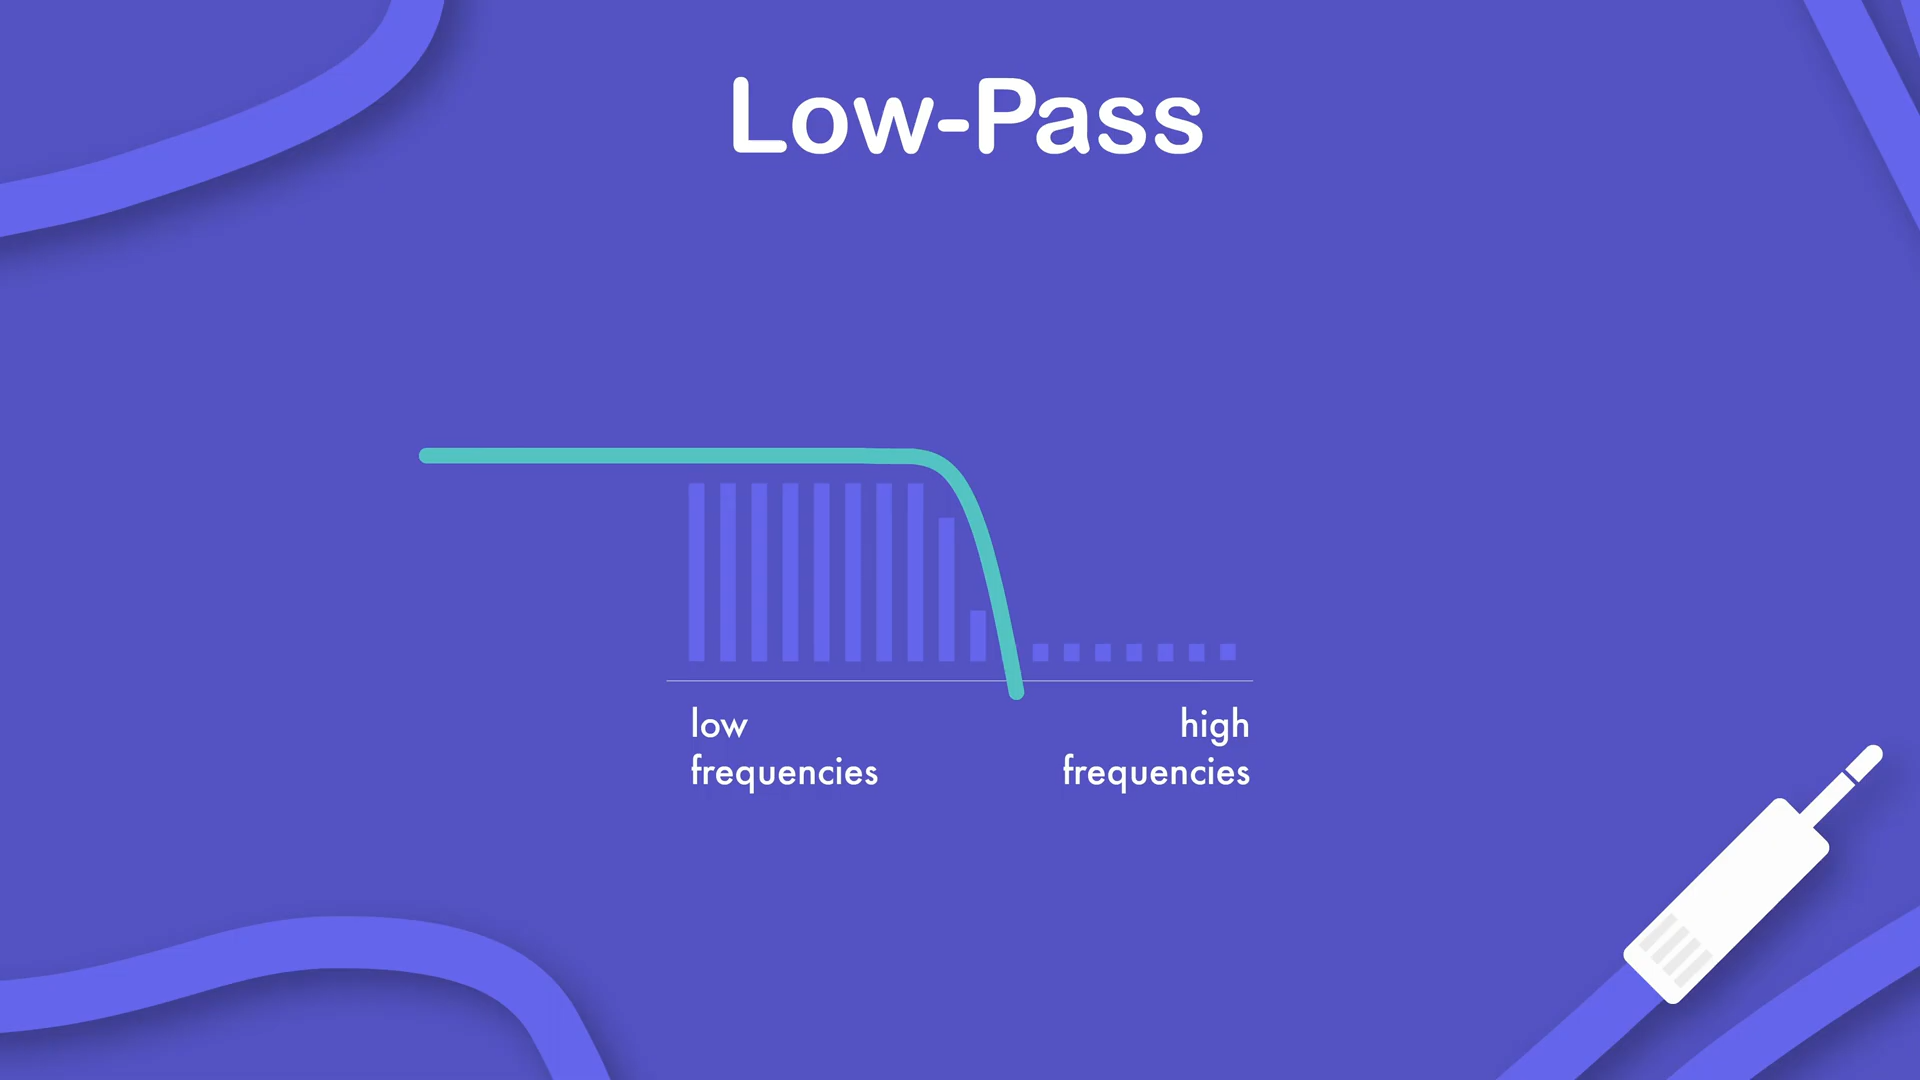 Low-Pass
low
frequencies
high
frequencies